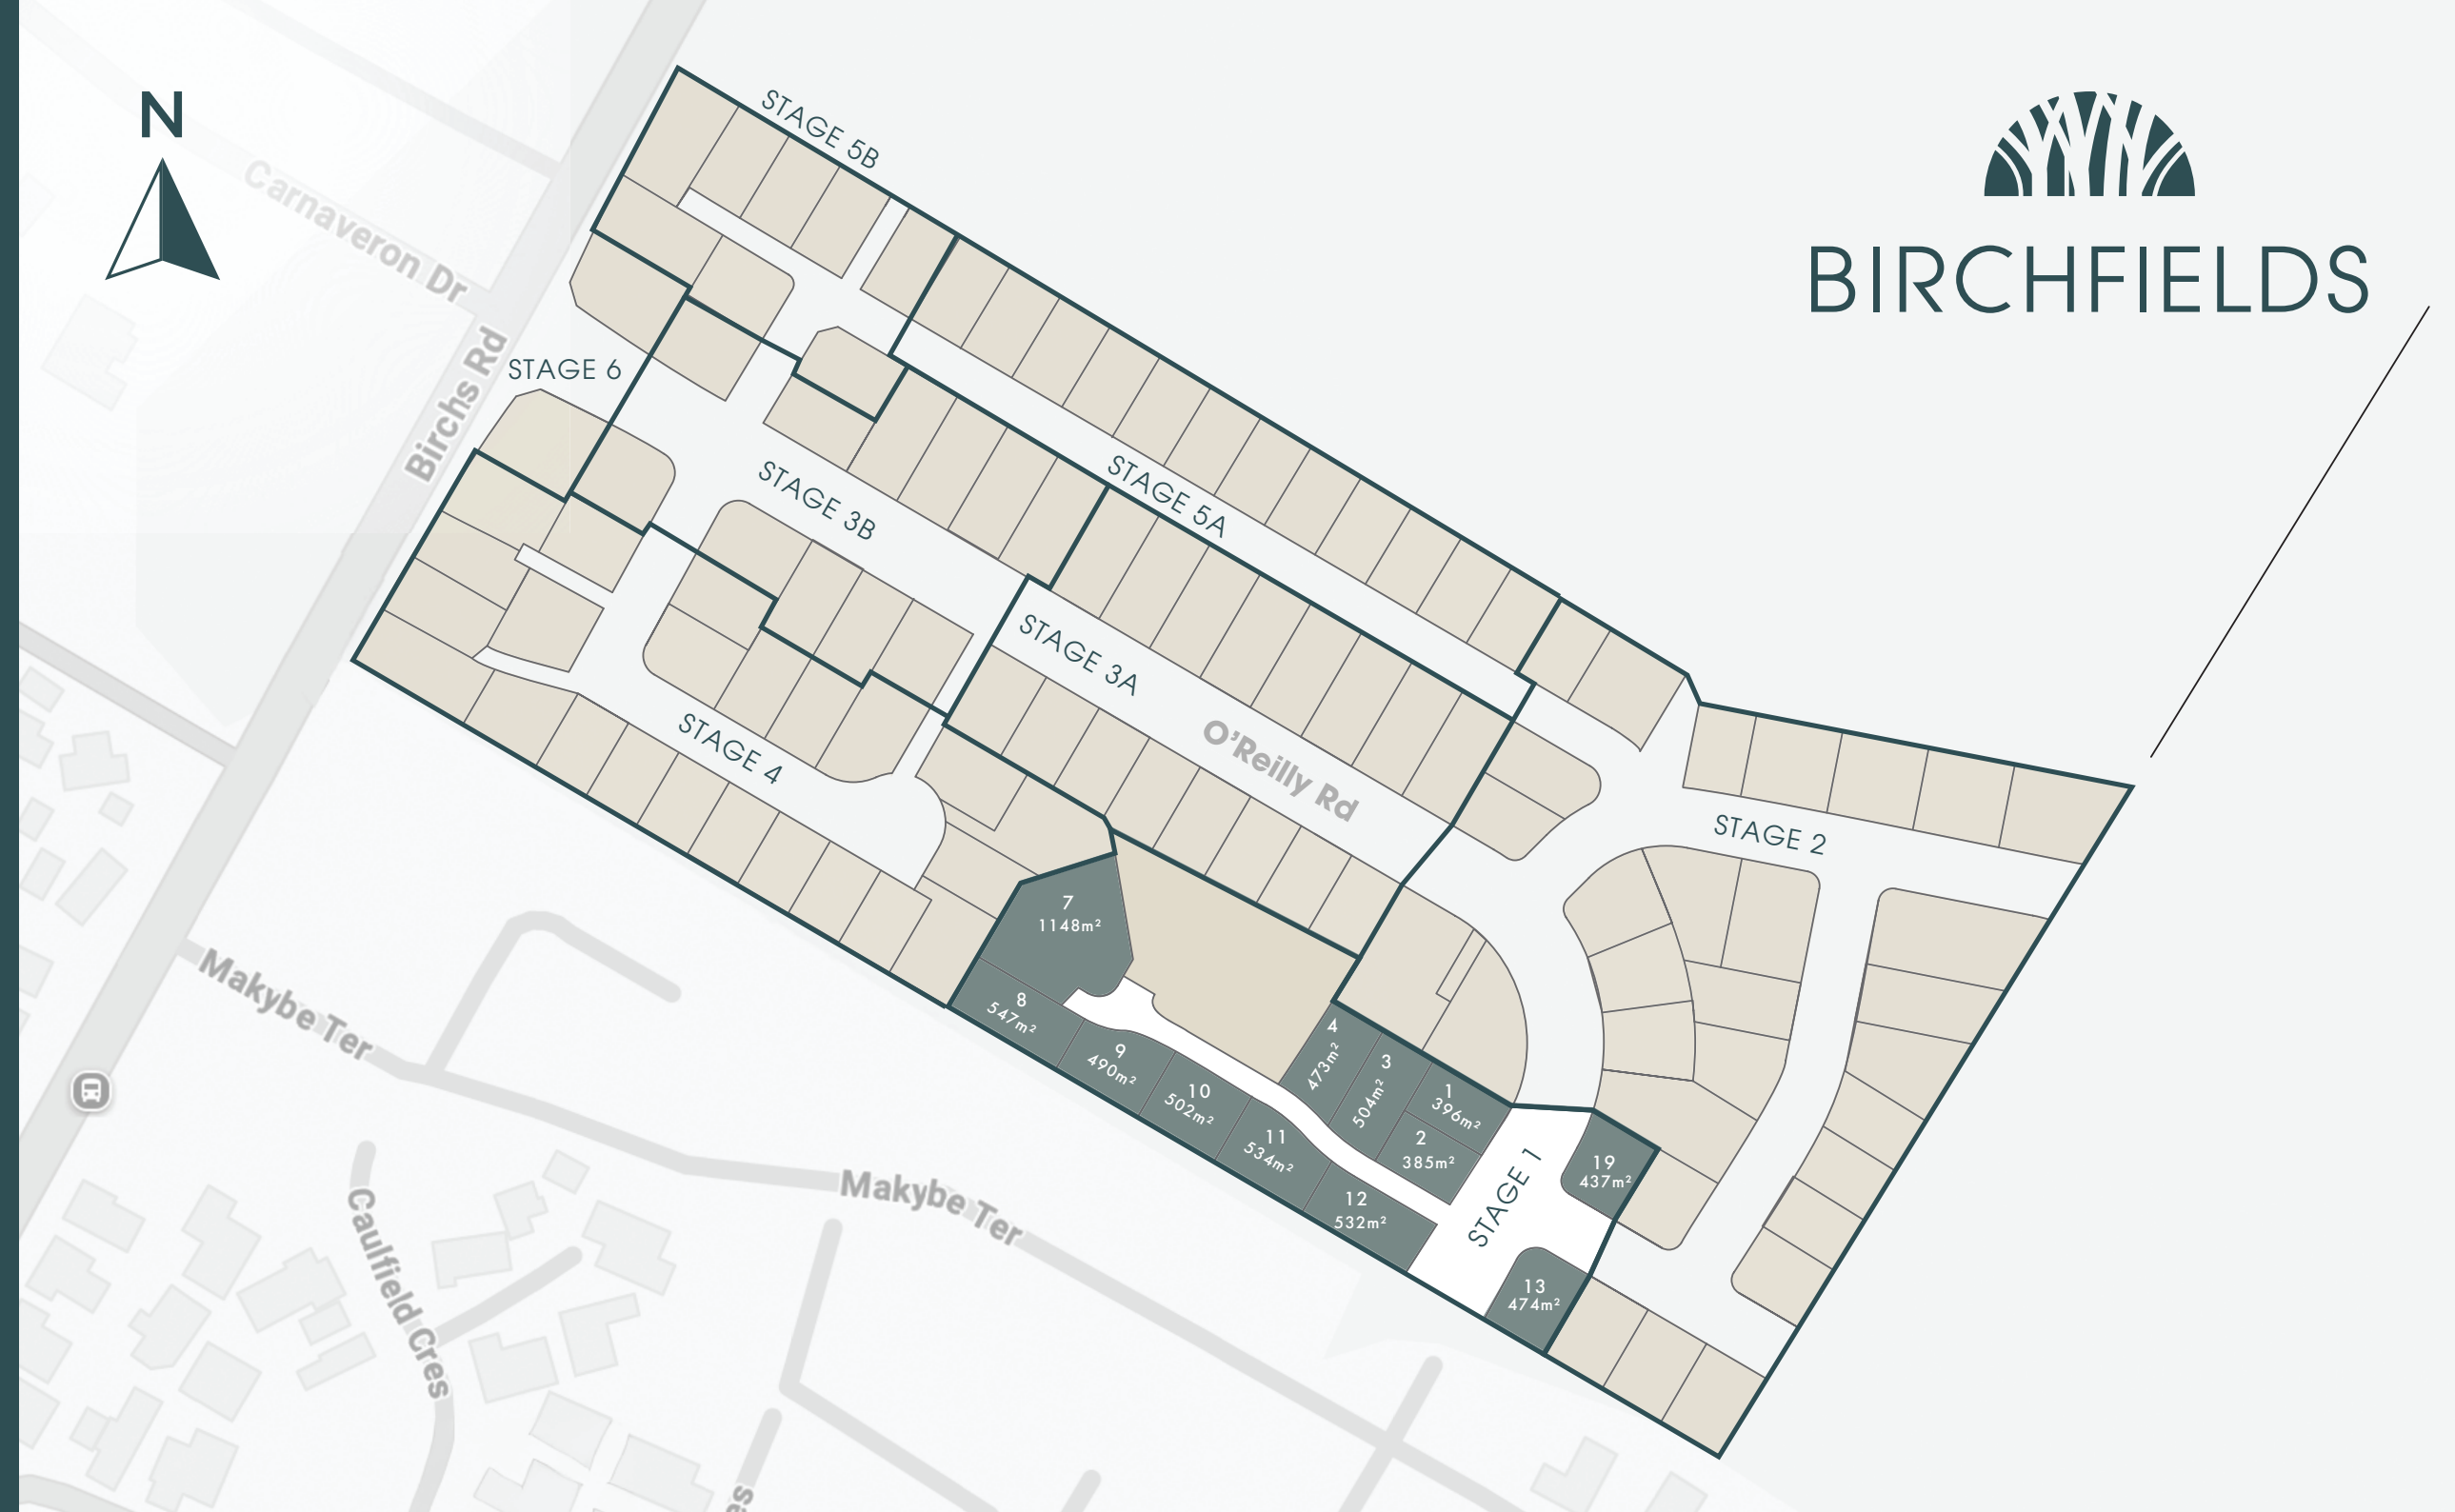 N
BIRCHFIELDS
Carnaveron Dr
Birchs Rd
STAGE 5B
STAGE 6
STAGE 3B
STAGE 5A
STAGE 3A
O'Reilly Rd
STAGE 4
STAGE 2
7
1148m²
8
547m²
9
490m²
10
502m²
11
534m²
12
532m²
4
473m²
3
504m²
1
396m²
2
385m²
STAGE 1
19
437m²
13
474m²
Makybe Ter
Makybe Ter
Caulfield Cres
es